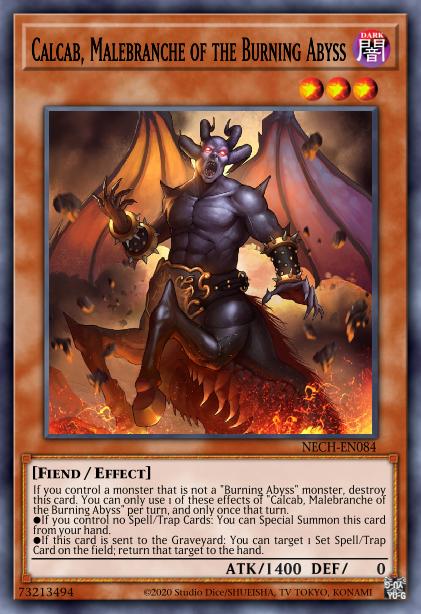 CALCAB, MALEBRANCHE OF THE BURNING ABYSS
DARK
闇
NECH-EN084
[FIEND / EFFECT]
If you control a monster that is not a "Burning Abyss" monster, destroy
this card. You can only use 1 of these effects of "Calcab, Malebranche of
the Burning Abyss" per turn, and only once that turn.
●If you control no Spell/Trap Cards: You can Special Summon this card
from your hand.
●If this card is sent to the Graveyard: You can target 1 Set Spell/Trap
Card on the field; return that target to the hand.
ATK/1400 DEF/ 0
73213494
©2020 Studio Dice/SHUEISHA, TV TOKYO, KONAMI